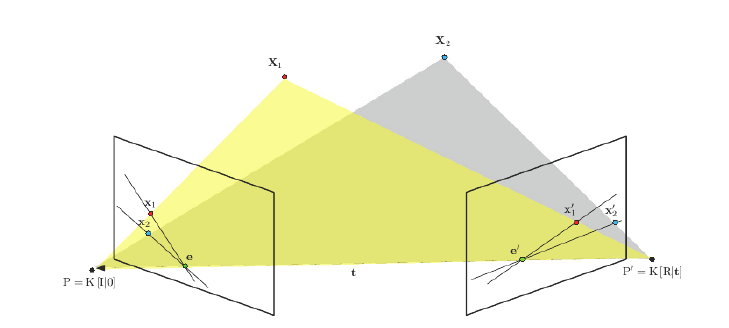 X₂
X₁
x₁
x₂
x′₁
x′₂
e
e′
t
P = K[I|0]
P′ = K[R|t]